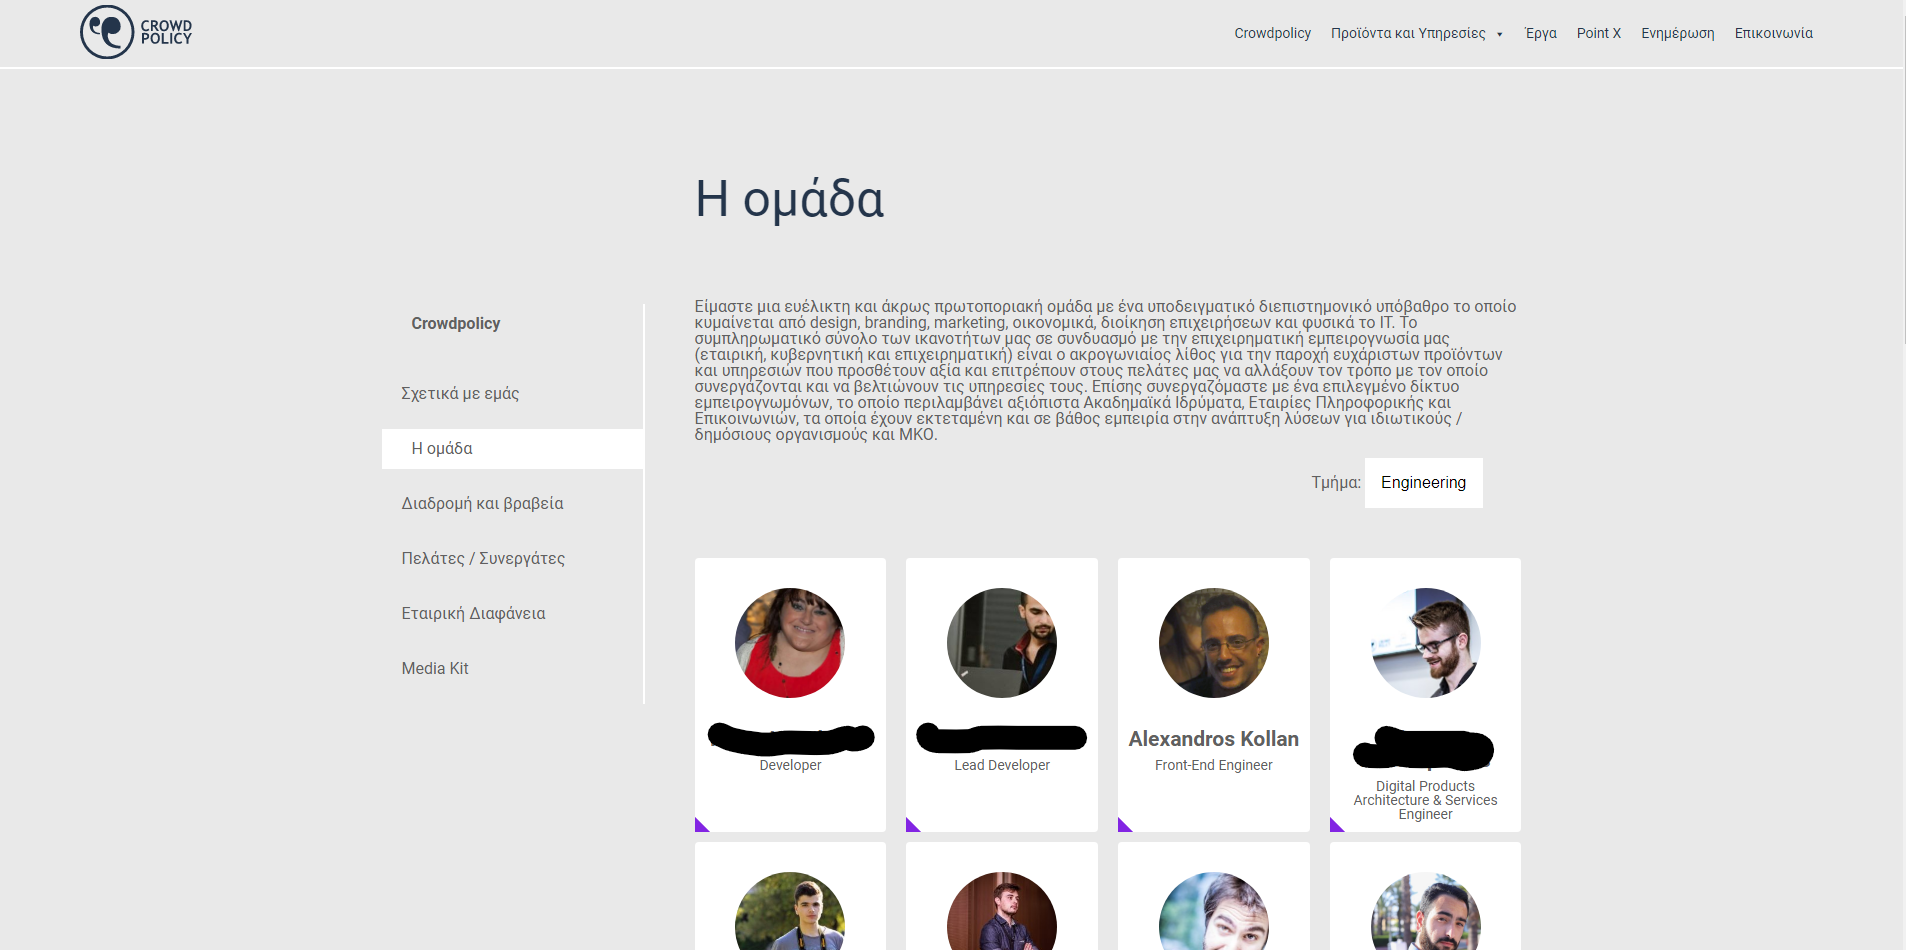 CROWD
POLICY
Crowdpolicy Προϊόντα και Υπηρεσίες Έργα Point X Ενημέρωση Επικοινωνία
Η ομάδα
Crowdpolicy
Σχετικά με εμάς
Η ομάδα
Διαδρομή και βραβεία
Πελάτες / Συνεργάτες
Εταιρική Διαφάνεια
Media Kit
Είμαστε μια ευέλικτη και άκρως πρωτοποριακή ομάδα με ένα υποδειγματικό διεπιστημονικό υπόβαθρο το οποίο
κυμαίνεται από design, branding, marketing, οικονομικά, διοίκηση επιχειρήσεων και φυσικά το IT. Το
συμπληρωματικό σύνολο των ικανοτήτων μας σε συνδυασμό με την επιχειρηματική εμπειρογνωσία μας
(εταιρική, κυβερνητική και επιχειρηματική) είναι ο ακρογωνιαίος λίθος για την παροχή ευχάριστων προϊόντων
και υπηρεσιών που προσθέτουν αξία και επιτρέπουν στους πελάτες μας να αλλάξουν τον τρόπο με τον οποίο
συνεργάζονται και να βελτιώνουν τις υπηρεσίες τους. Επίσης συνεργαζόμαστε με ένα επιλεγμένο δίκτυο
εμπειρογνωμόνων, το οποίο περιλαμβάνει αξιόπιστα Ακαδημαϊκά Ιδρύματα, Εταιρίες Πληροφορικής και
Επικοινωνιών, τα οποία έχουν εκτεταμένη και σε βάθος εμπειρία στην ανάπτυξη λύσεων για ιδιωτικούς /
δημόσιους οργανισμούς και ΜΚΟ.
Τμήμα: Engineering
Developer
Lead Developer
Alexandros Kollan
Front-End Engineer
Digital Products
Architecture & Services
Engineer